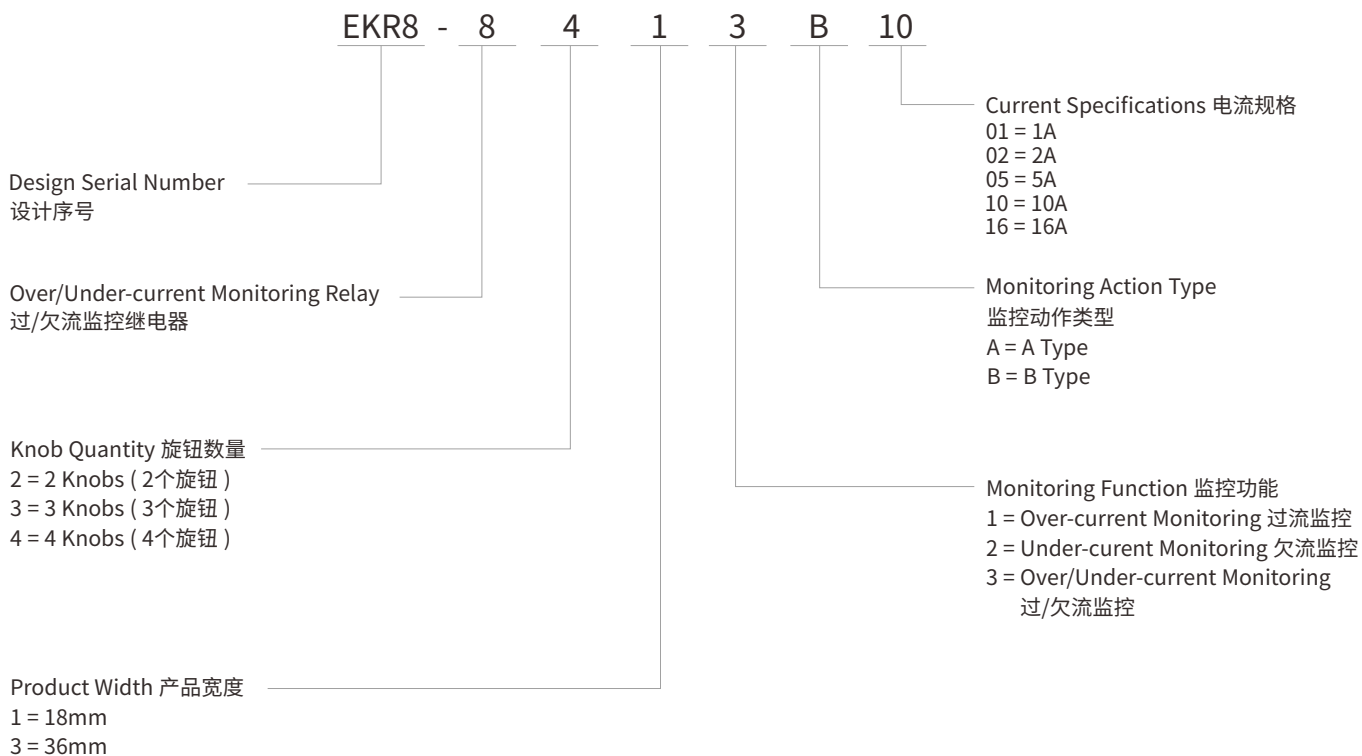 EKR8 - 8 4 1 3 B 10
Design Serial Number
设计序号
Over/Under-current Monitoring Relay
过/欠流监控继电器
Knob Quantity 旋钮数量
2 = 2 Knobs ( 2个旋钮 )
3 = 3 Knobs ( 3个旋钮 )
4 = 4 Knobs ( 4个旋钮 )
Product Width 产品宽度
1 = 18mm
3 = 36mm
Current Specifications 电流规格
01 = 1A
02 = 2A
05 = 5A
10 = 10A
16 = 16A
Monitoring Action Type
监控动作类型
A = A Type
B = B Type
Monitoring Function 监控功能
1 = Over-current Monitoring 过流监控
2 = Under-curent Monitoring 欠流监控
3 = Over/Under-current Monitoring
过/欠流监控